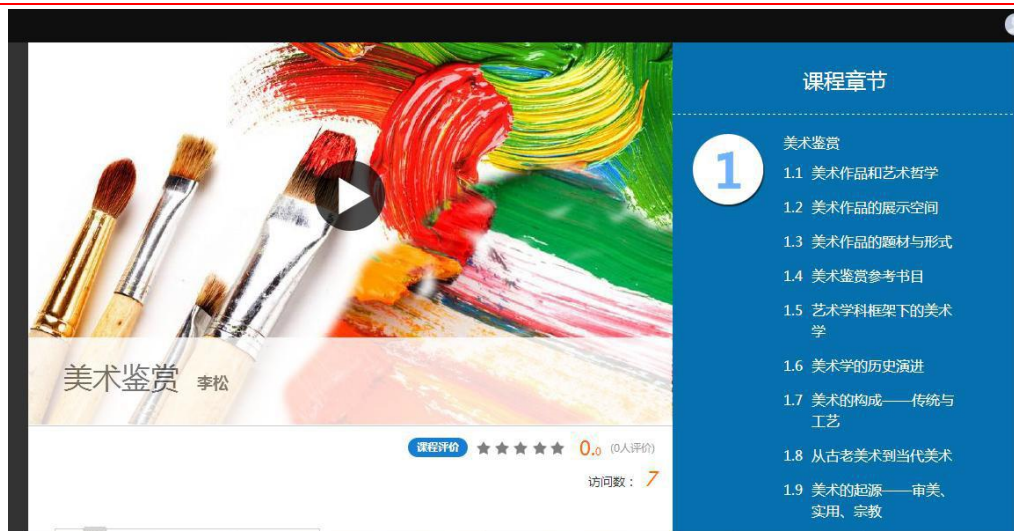 美术鉴赏 李松
课程评价 0.0 (0人评价)
访问数： 7
课程章节
1
美术鉴赏
1.1 美术作品和艺术哲学
1.2 美术作品的展示空间
1.3 美术作品的题材与形式
1.4 美术鉴赏参考书目
1.5 艺术学科框架下的美术
学
1.6 美术学的历史演进
1.7 美术的构成——传统与
工艺
1.8 从古老美术到当代美术
1.9 美术的起源——审美、
实用、宗教